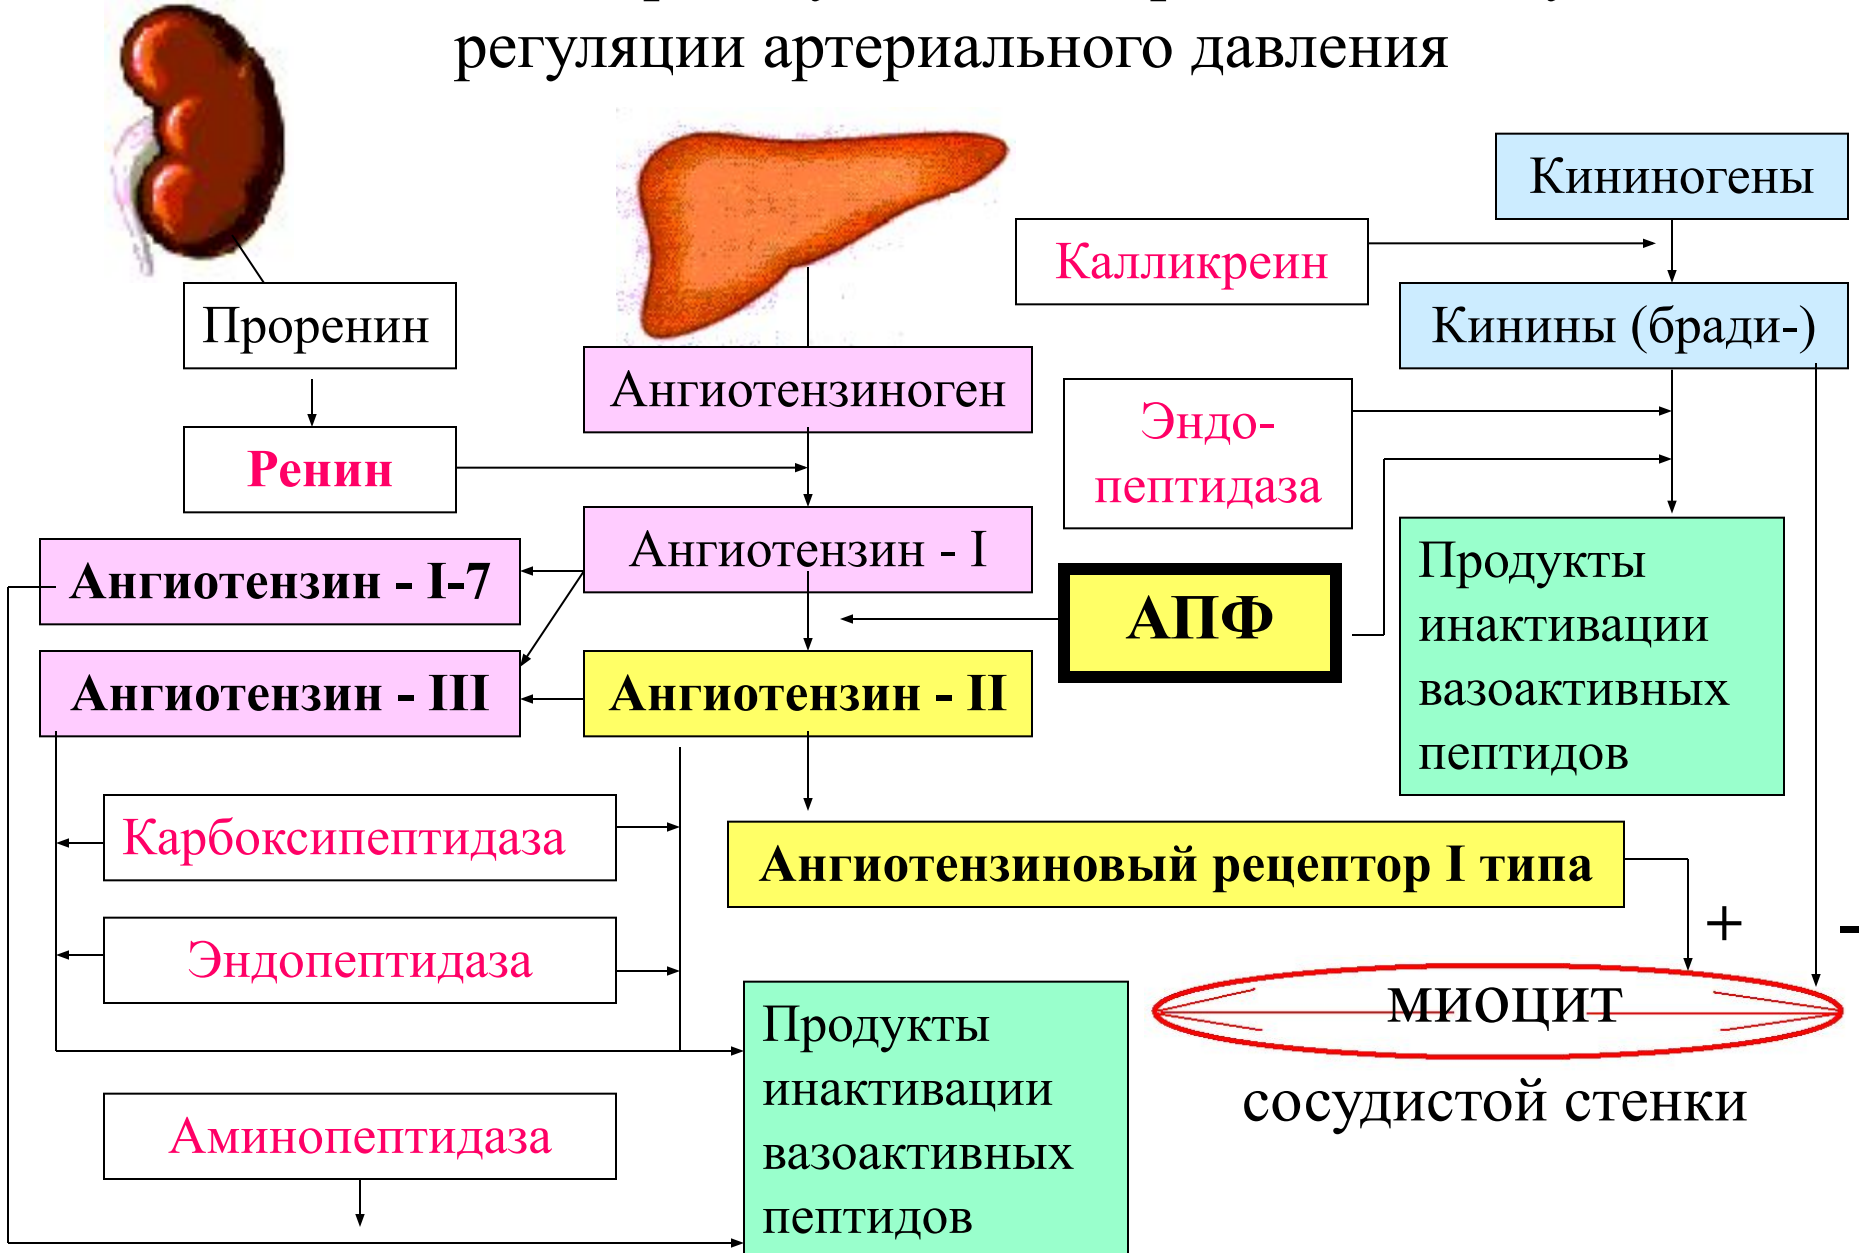 регуляции артериального давления
Кининогены
Калликреин
Проренин
Кинины (бради-)
Ангиотензиноген
Эндо-
пептидаза
Ренин
Ангиотензин - I
Ангиотензин - I-7
АПФ
Продукты
инактивации
вазоактивных
пептидов
Ангиотензин - III
Ангиотензин - II
Карбоксипептидаза
Ангиотензиновый рецептор I типа
+
-
Эндопептидаза
миоцит
сосудистой стенки
Продукты
инактивации
вазоактивных
пептидов
Аминопептидаза